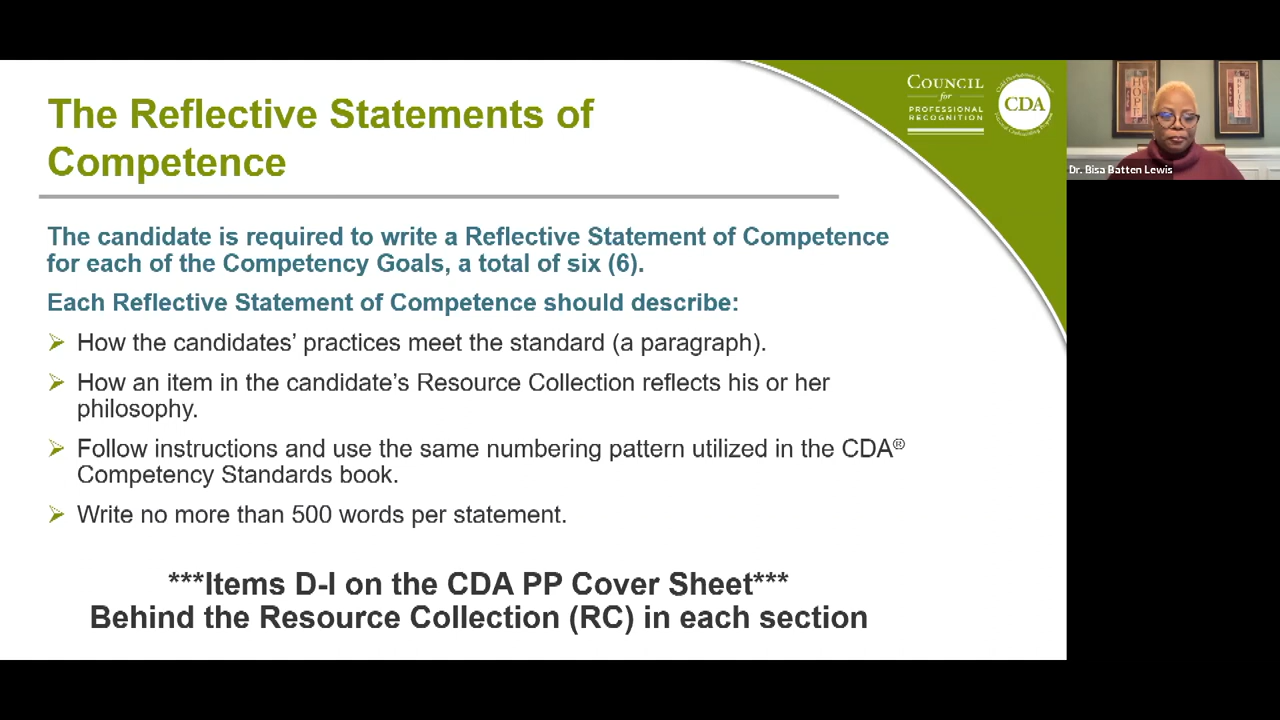 The Reflective Statements of
Competence
COUNCIL
for
PROFESSIONAL
RECOGNITION
CDA
The candidate is required to write a Reflective Statement of Competence
for each of the Competency Goals, a total of six (6).
Each Reflective Statement of Competence should describe:
How the candidates’ practices meet the standard (a paragraph).
How an item in the candidate’s Resource Collection reflects his or her
philosophy.
Follow instructions and use the same numbering pattern utilized in the CDA®
Competency Standards book.
Write no more than 500 words per statement.
***Items D-I on the CDA PP Cover Sheet***
Behind the Resource Collection (RC) in each section
HOPE
Dr. Bisa Batten Lewis